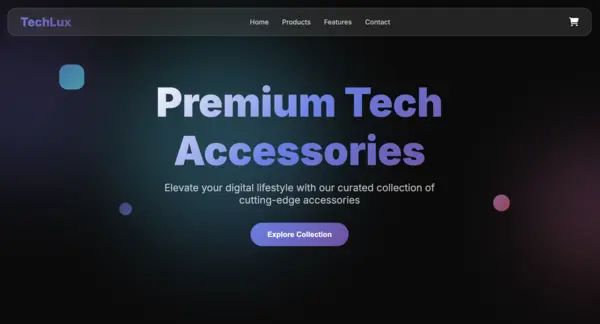 TechLux
Home Products Features Contact
Premium Tech
Accessories
Elevate your digital lifestyle with our curated collection of
cutting-edge accessories
Explore Collection